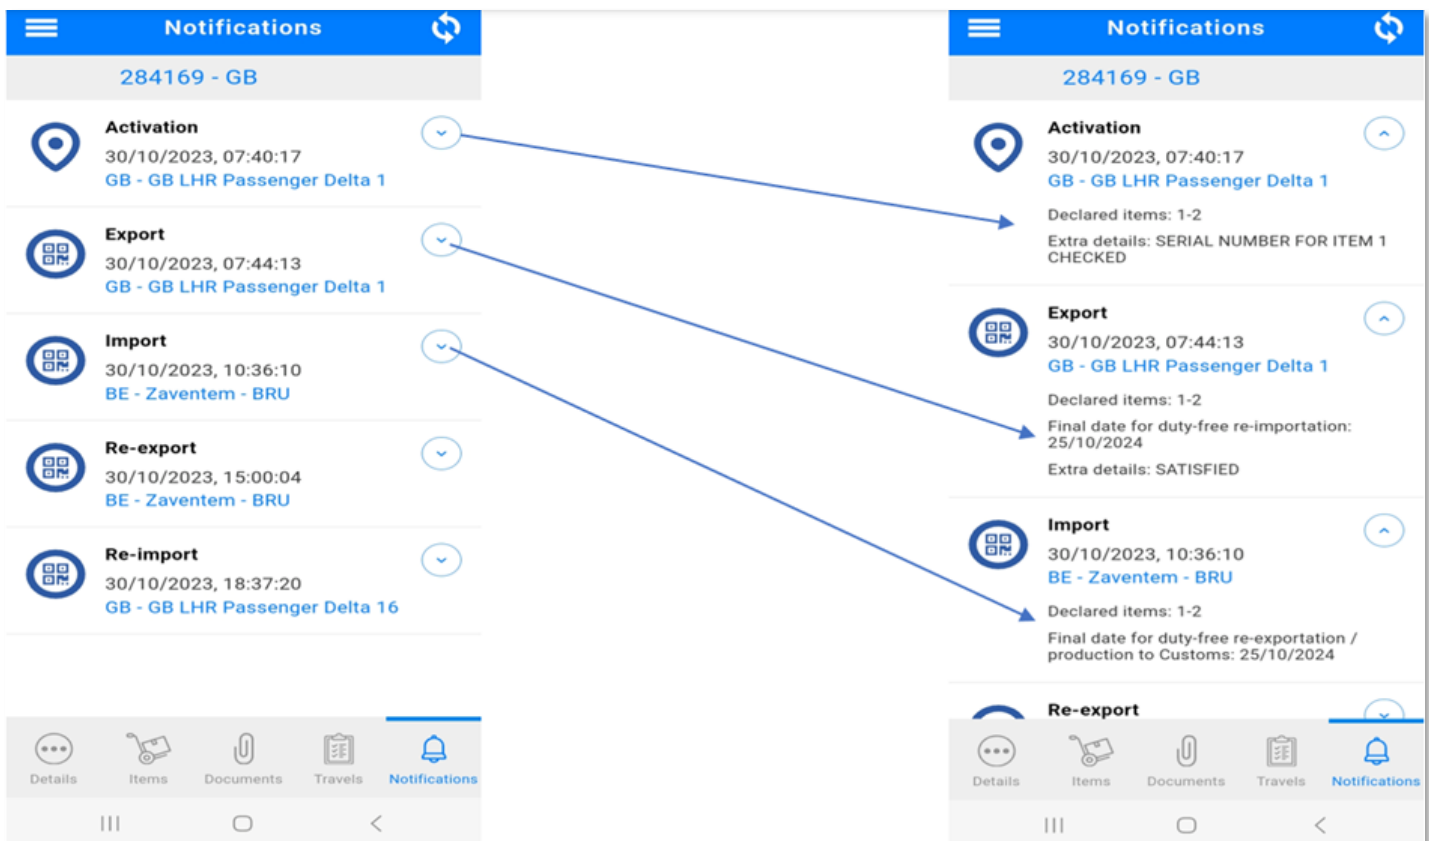 Notifications
284169 - GB
Activation
30/10/2023, 07:40:17
GB - GB LHR Passenger Delta 1
Export
30/10/2023, 07:44:13
GB - GB LHR Passenger Delta 1
Import
30/10/2023, 10:36:10
BE - Zaventem - BRU
Re-export
30/10/2023, 15:00:04
BE - Zaventem - BRU
Re-import
30/10/2023, 18:37:20
GB - GB LHR Passenger Delta 16
Details Items Documents Travels Notifications
Notifications
284169 - GB
Activation
30/10/2023, 07:40:17
GB - GB LHR Passenger Delta 1
Declared items: 1-2
Extra details: SERIAL NUMBER FOR ITEM 1
CHECKED
Export
30/10/2023, 07:44:13
GB - GB LHR Passenger Delta 1
Declared items: 1-2
Final date for duty-free re-importation:
25/10/2024
Extra details: SATISFIED
Import
30/10/2023, 10:36:10
BE - Zaventem - BRU
Declared items: 1-2
Final date for duty-free re-exportation /
production to Customs: 25/10/2024
Re-export
Details Items Documents Travels Notifications